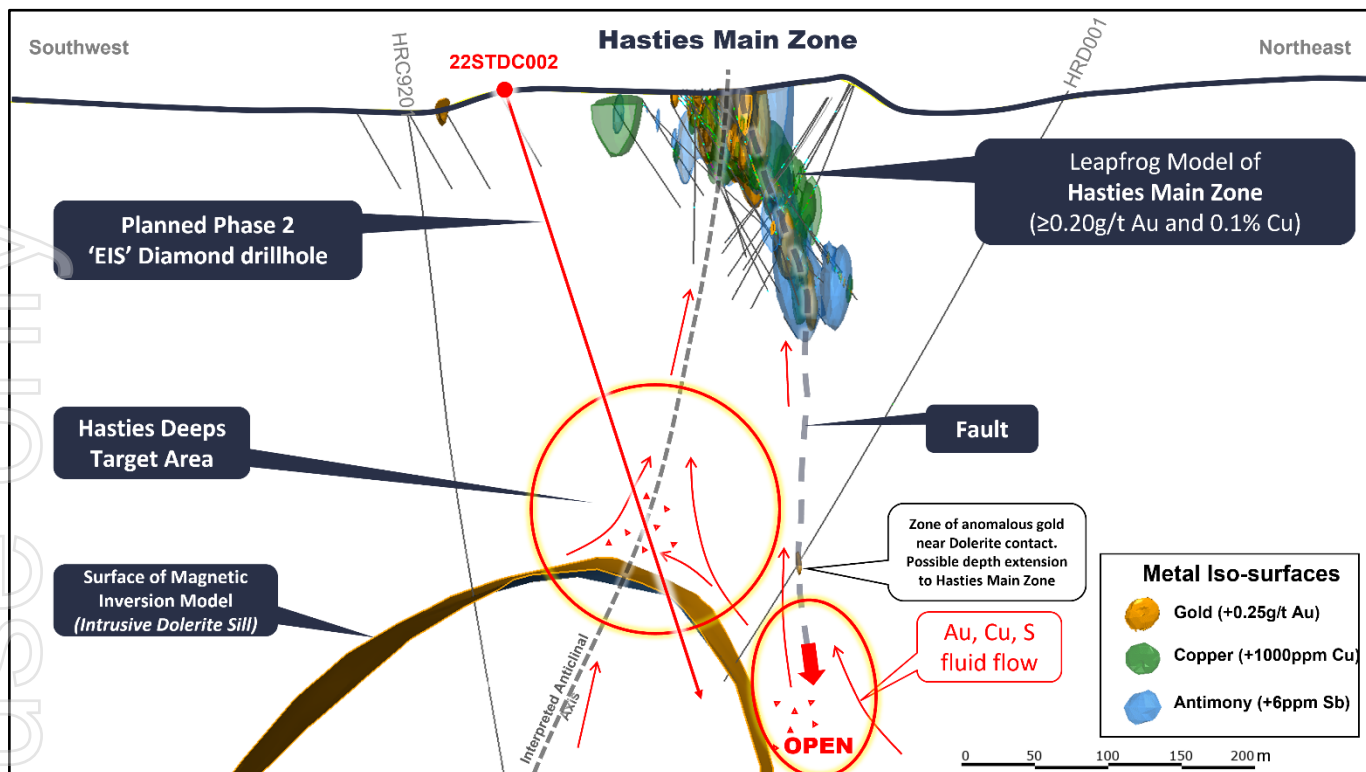 Southwest
Hasties Main Zone
Northeast
HRC920
22STDC002
HRD001
Leapfrog Model of
Hasties Main Zone
(≥0.20g/t Au and 0.1% Cu)
Planned Phase 2
‘EIS’ Diamond drillhole
Hasties Deeps
Target Area
Fault
Zone of anomalous gold
near Dolerite contact.
Possible depth extension
to Hasties Main Zone
Surface of Magnetic
Inversion Model
(Intrusive Dolerite Sill)
Au, Cu, S
fluid flow
Interpreted Anticlinal
Axis
OPEN
Metal Iso-surfaces
Gold (+0.25g/t Au)
Copper (+1000ppm Cu)
Antimony (+6ppm Sb)
0 50 100 150 200 m
only